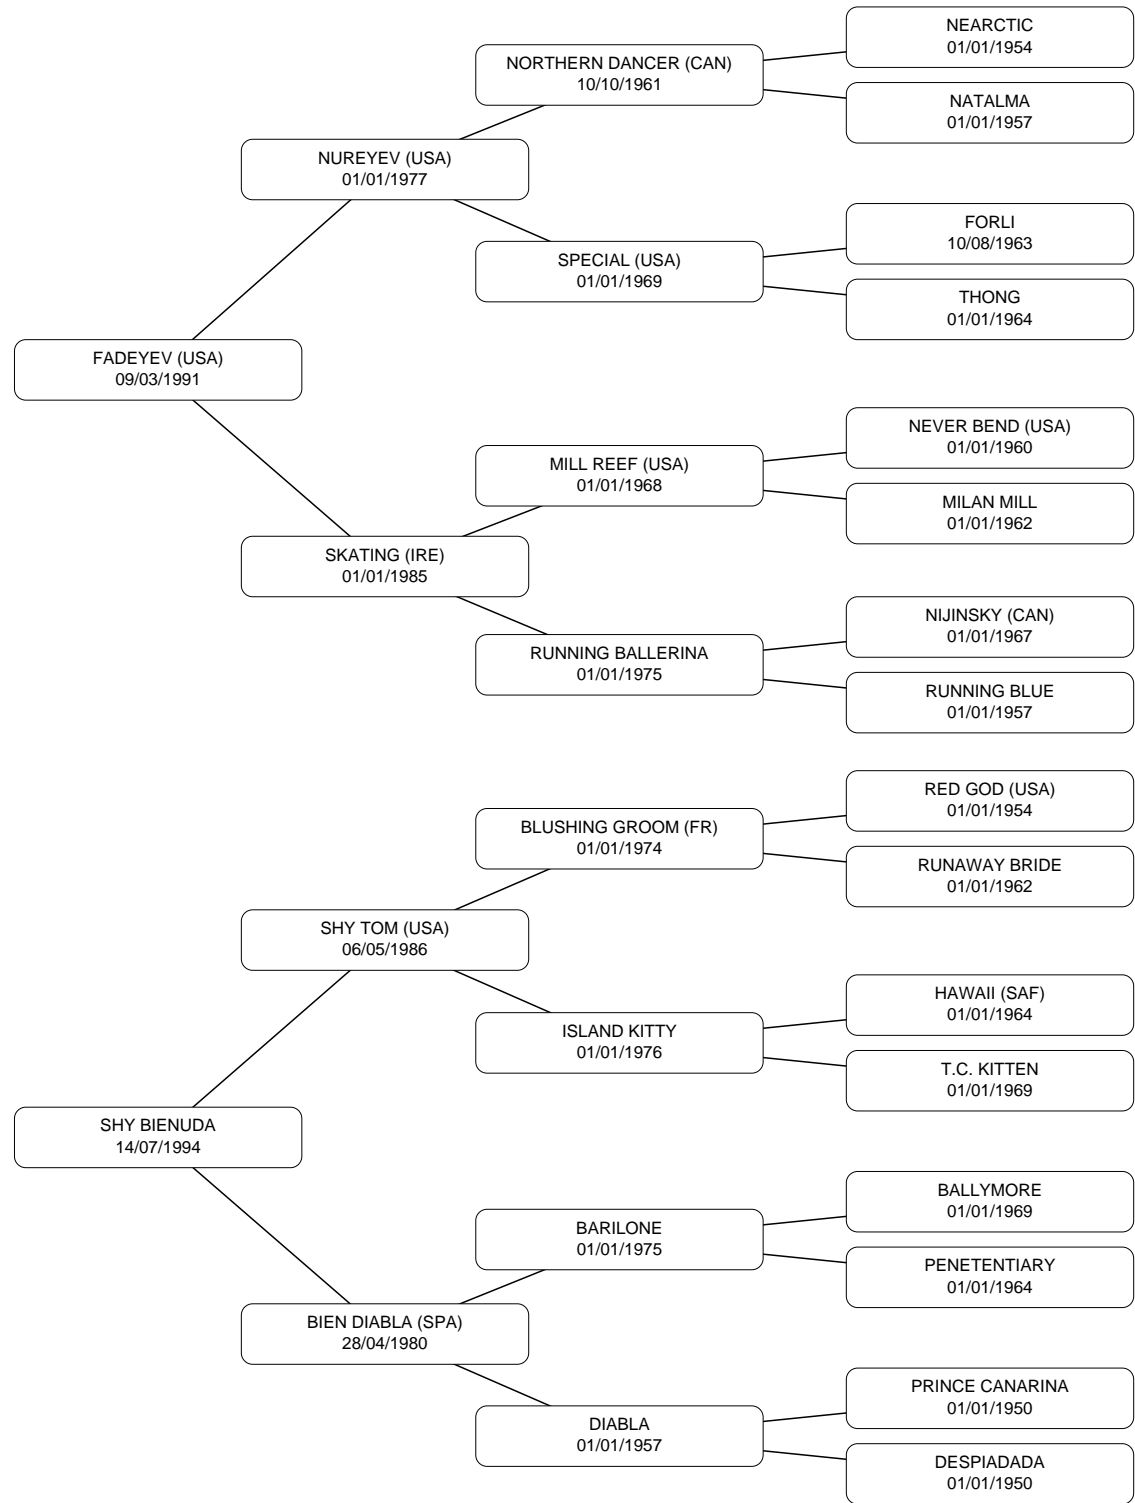 NEARCTIC
01/01/1954
NORTHERN DANCER (CAN)
10/10/1961
NATALMA
01/01/1957
NUREYEV (USA)
01/01/1977
FORLI
10/08/1963
SPECIAL (USA)
01/01/1969
THONG
01/01/1964
FADEYEV (USA)
09/03/1991
NEVER BEND (USA)
01/01/1960
MILL REEF (USA)
01/01/1968
MILAN MILL
01/01/1962
SKATING (IRE)
01/01/1985
NIJINSKY (CAN)
01/01/1967
RUNNING BALLERINA
01/01/1975
RUNNING BLUE
01/01/1957
RED GOD (USA)
01/01/1954
BLUSHING GROOM (FR)
01/01/1974
RUNAWAY BRIDE
01/01/1962
SHY TOM (USA)
06/05/1986
HAWAII (SAF)
01/01/1964
ISLAND KITTY
01/01/1976
T.C. KITTEN
01/01/1969
SHY BIENUDA
14/07/1994
BALLYMORE
01/01/1969
BARILONE
01/01/1975
PENETENTIARY
01/01/1964
BIEN DIABLA (SPA)
28/04/1980
PRINCE CANARINA
01/01/1950
DIABLA
01/01/1957
DESPIADADA
01/01/1950